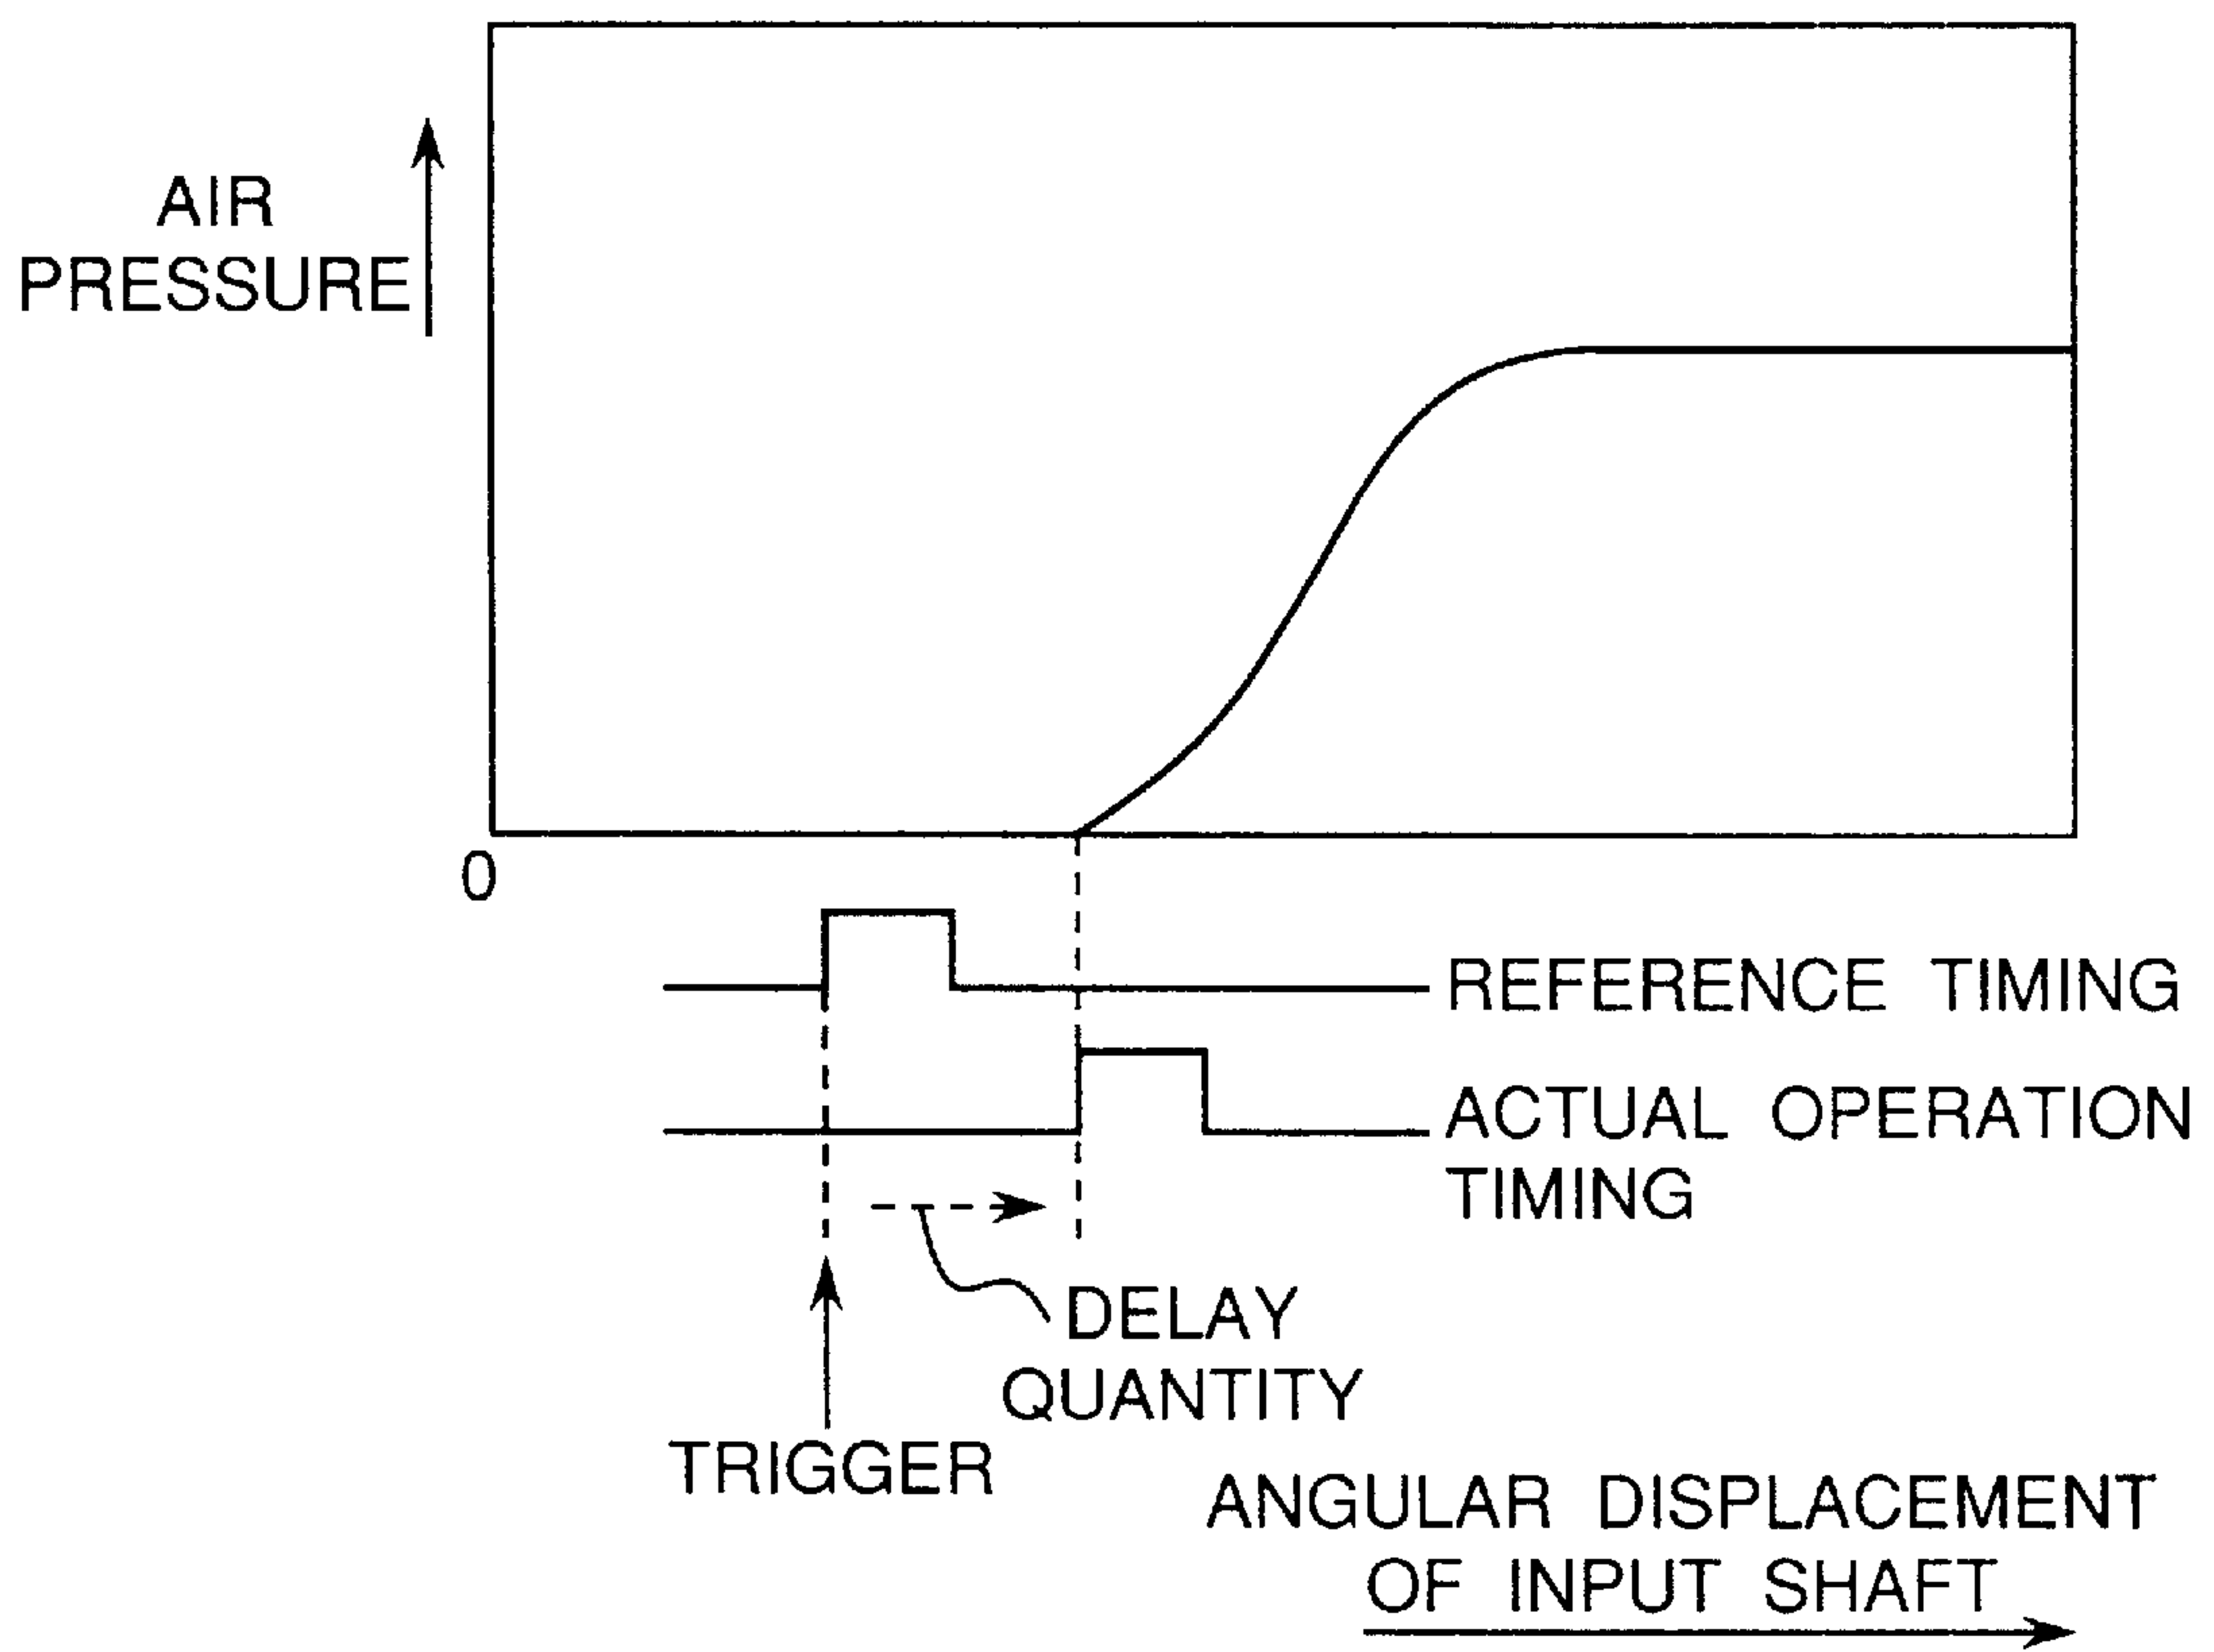 AIR
PRESSURE
0
REFERENCE TIMING
ACTUAL OPERATION
TIMING
DELAY
QUANTITY
TRIGGER
ANGULAR DISPLACEMENT
OF INPUT SHAFT